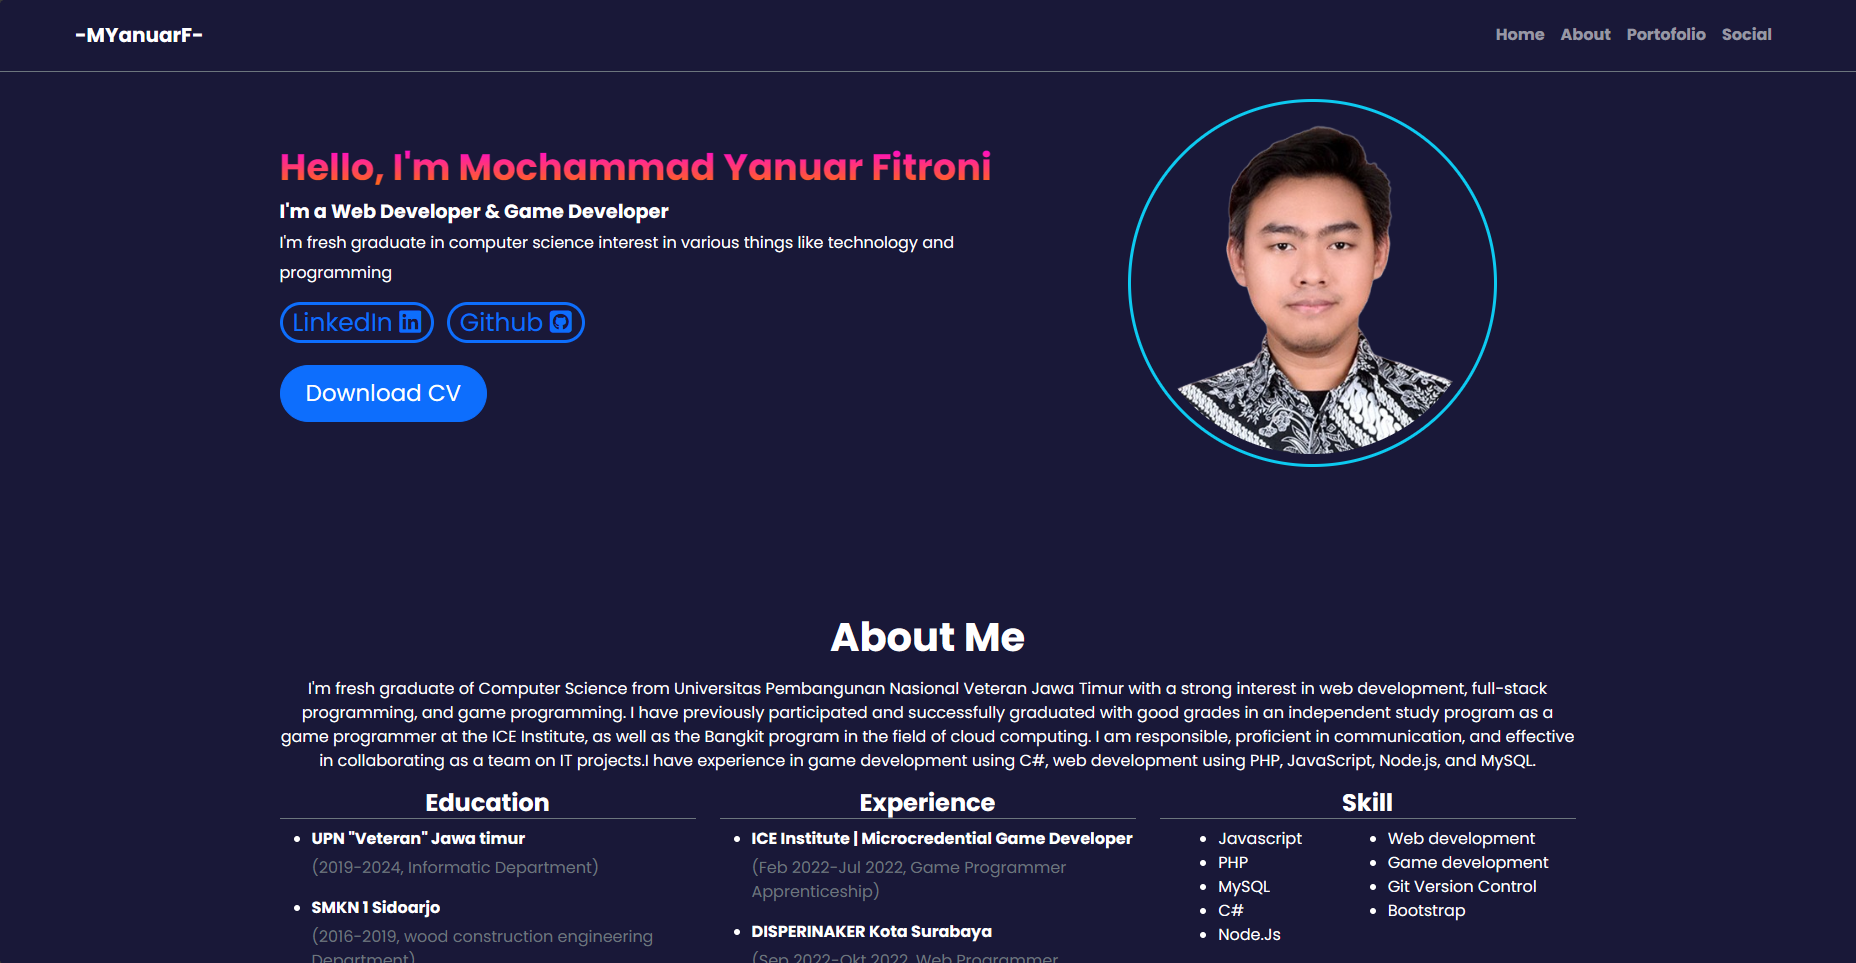 -MYanuarF-
Home About Portofolio Social
Hello, I'm Mochammad Yanuar Fitroni
I'm a Web Developer & Game Developer
I'm fresh graduate in computer science interest in various things like technology and
programming
LinkedIn
Github
Download CV
About Me
I'm fresh graduate of Computer Science from Universitas Pembangunan Nasional Veteran Jawa Timur with a strong interest in web development, full-stack
programming, and game programming. I have previously participated and successfully graduated with good grades in an independent study program as a
game programmer at the ICE Institute, as well as the Bangkit program in the field of cloud computing. I am responsible, proficient in communication, and effective
in collaborating as a team on IT projects.I have experience in game development using C#, web development using PHP, JavaScript, Node.js, and MySQL.
Education
UPN "Veteran" Jawa timur
(2019-2024, Informatic Department)
SMKN 1 Sidoarjo
(2016-2019, wood construction engineering
Department)
Experience
ICE Institute | Microcredential Game Developer
(Feb 2022-Jul 2022, Game Programmer
Apprenticeship)
DISPERINAKER Kota Surabaya
(Sep 2022-Okt 2022, Web Programmer
Skill
Javascript
PHP
MySQL
C#
Node.Js
Web development
Game development
Git Version Control
Bootstrap